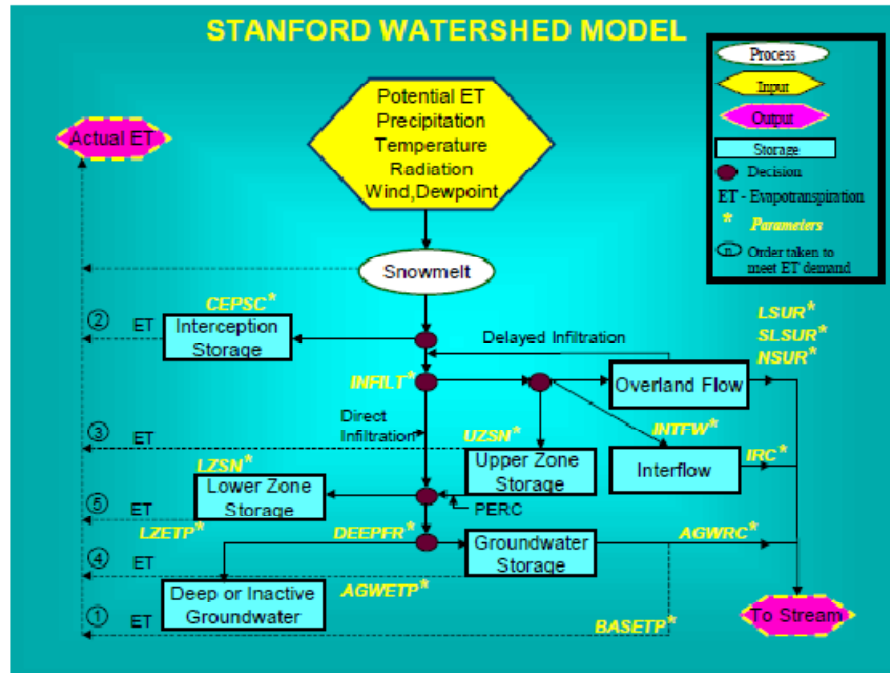 STANFORD WATERSHED MODEL
Process
Input
Output
Storage
Decision
ET - Evapotranspiration
* Parameters
n Order taken to
meet ET demand
Potential ET
Precipitation
Temperature
Radiation
Wind,Dewpoint
Actual ET
Snowmelt
CEPSC*
② ET
Interception
Storage
Delayed Infiltration
LSUR*
SLSUR*
NSUR*
INFILT*
Overland Flow
Direct
Infiltration
③ ET
UZSN*
INTFW*
Upper Zone
Storage
Interflow
IRC*
LZSN*
Lower Zone
Storage
PERC
⑤ ET
LZETP*
DEEPFR*
Groundwater
Storage
AGWRC*
④ ET
AGWETP*
Deep or Inactive
Groundwater
① ET
BASETP*
To Stream